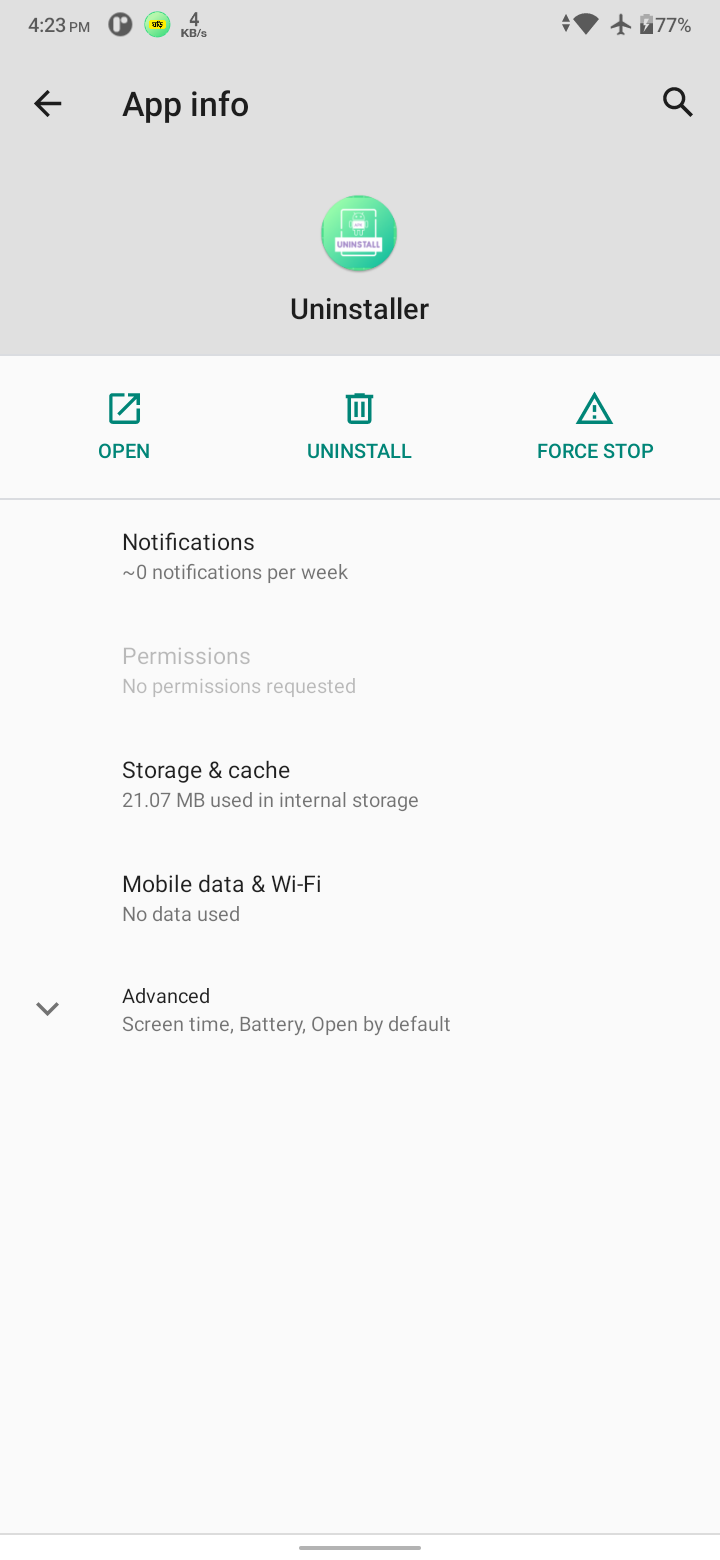 4:23 PM
4
KB/s
77%
App info
UNINSTALL
Uninstaller
OPEN
UNINSTALL
FORCE STOP
Notifications
~0 notifications per week
Permissions
No permissions requested
Storage & cache
21.07 MB used in internal storage
Mobile data & Wi-Fi
No data used
Advanced
Screen time, Battery, Open by default